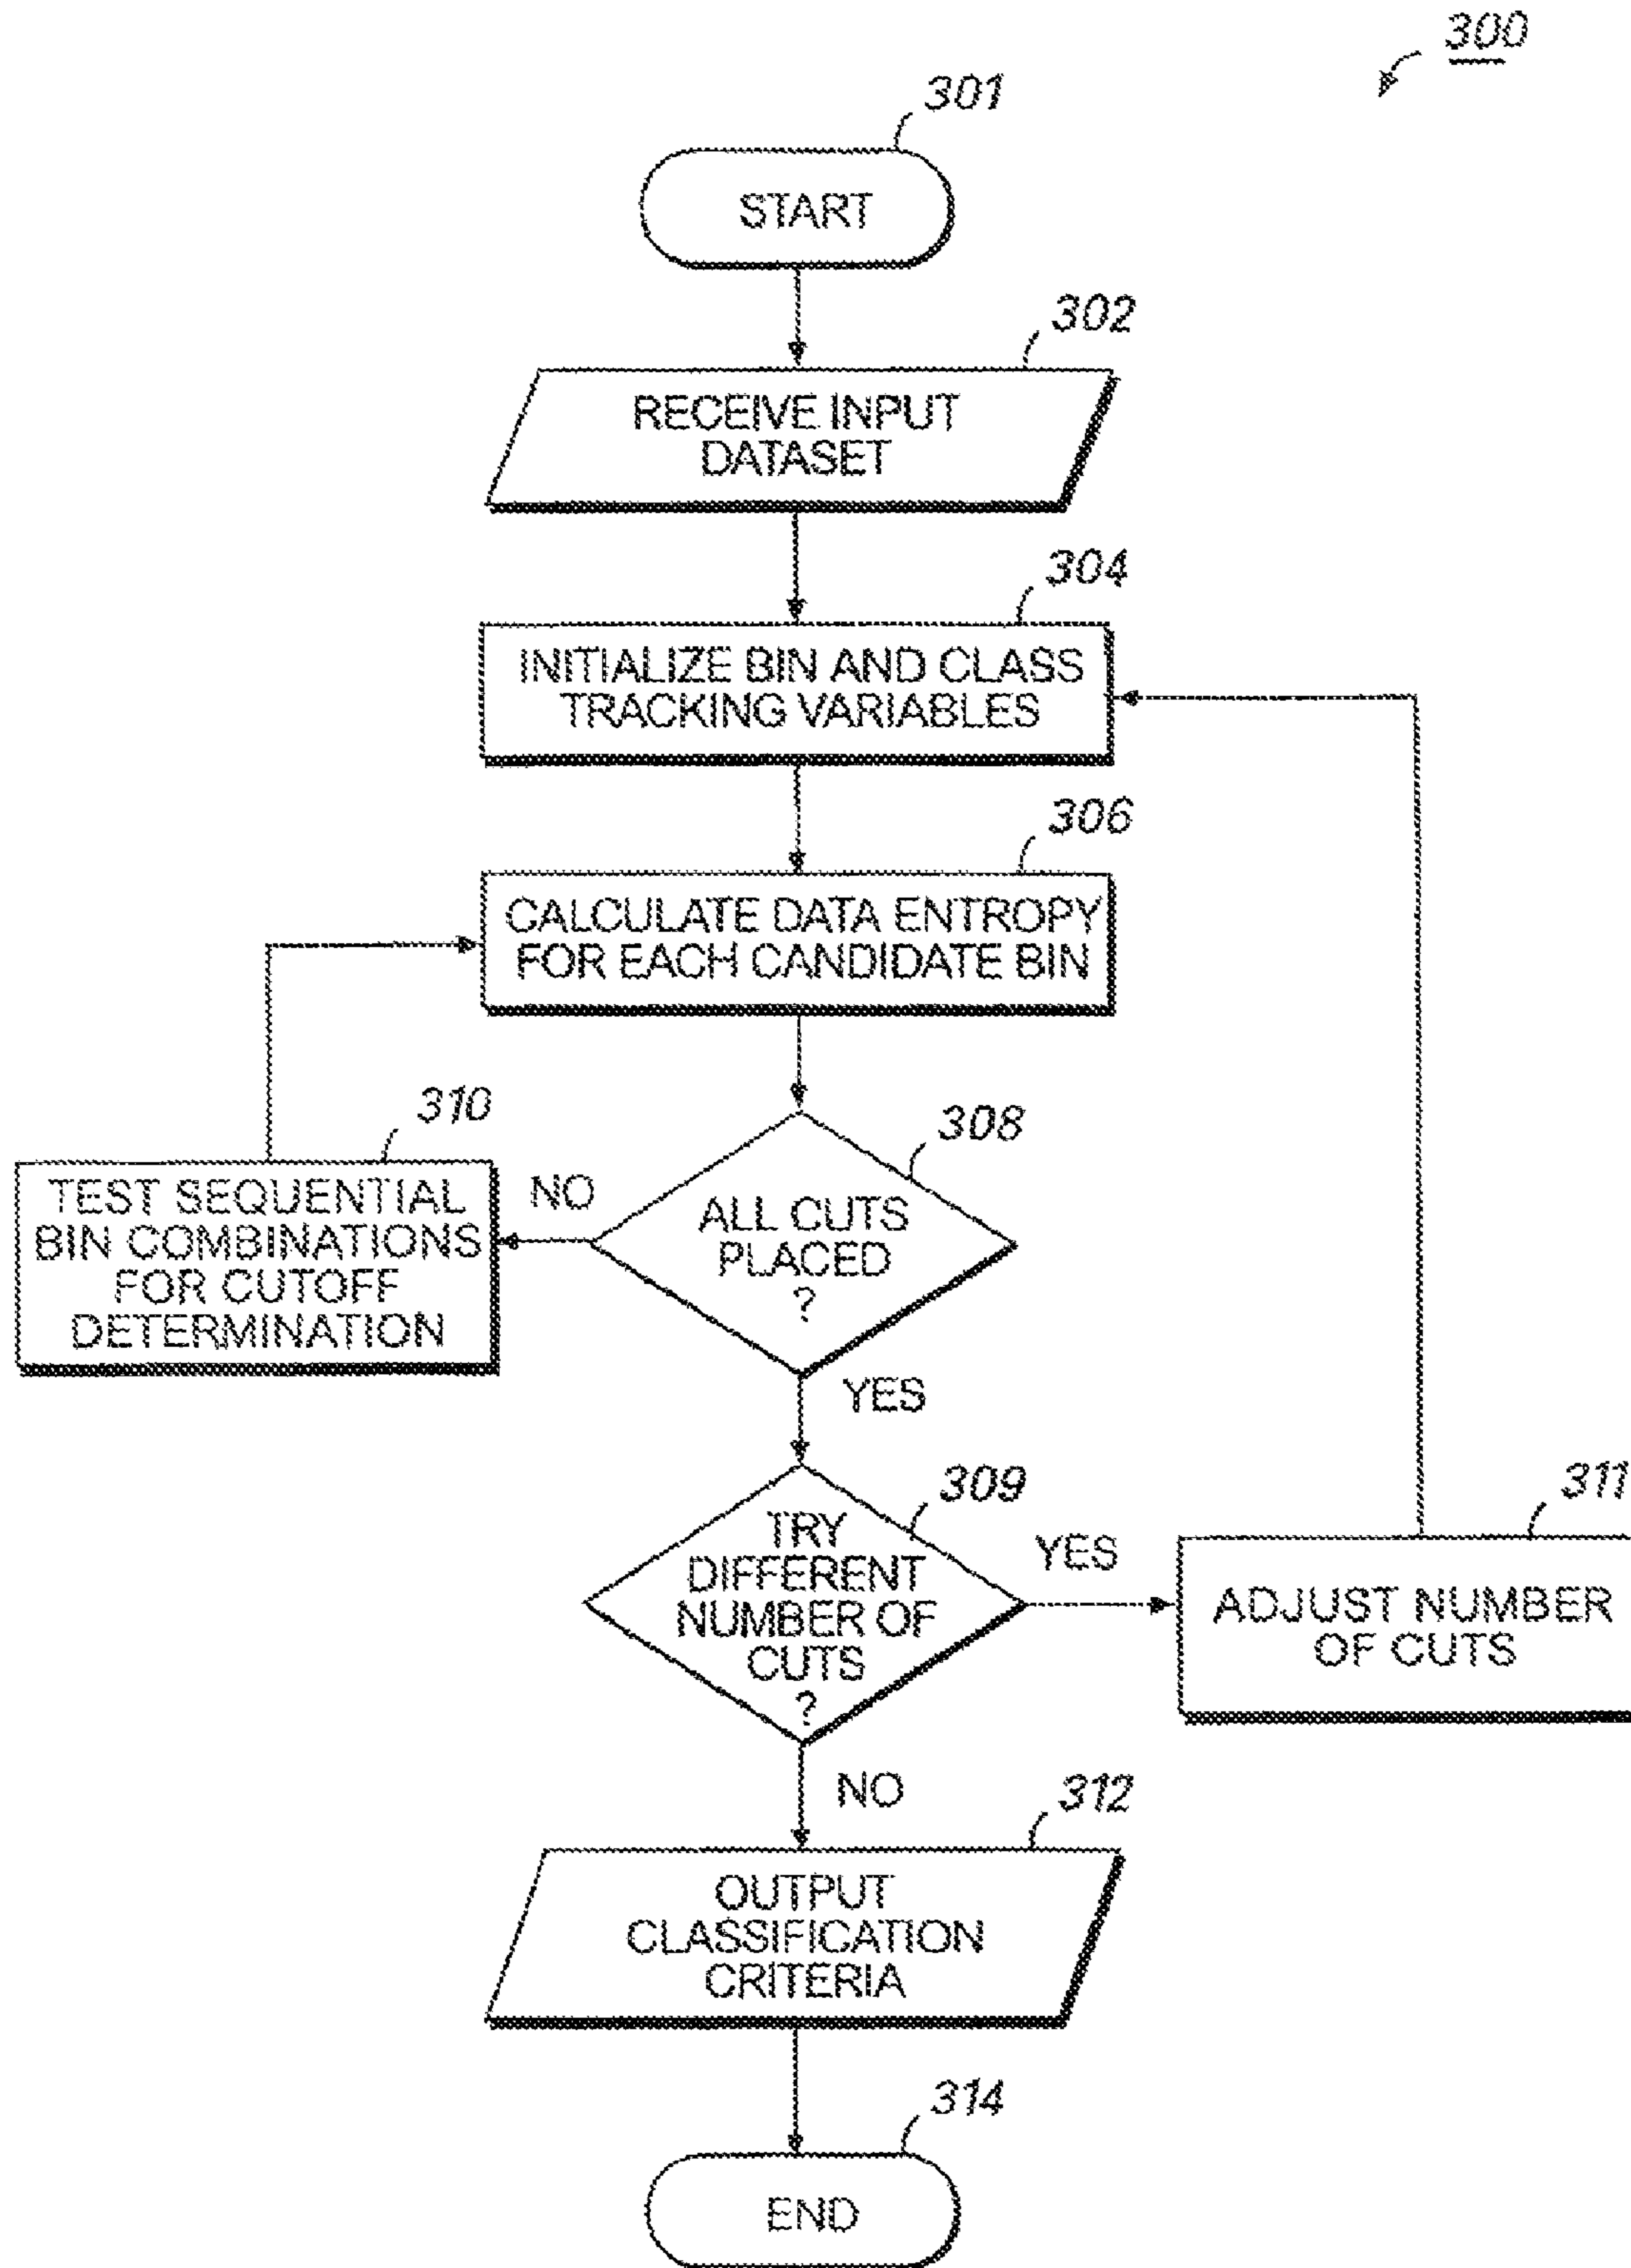 300
301
START
302
RECEIVE INPUT
DATASET
304
INITIALIZE BIN AND CLASS
TRACKING VARIABLES
306
CALCULATE DATA ENTROPY
FOR EACH CANDIDATE BIN
310
TEST SEQUENTIAL
BIN COMBINATIONS
FOR CUTOFF
DETERMINATION
NO
308
ALL CUTS
PLACED
?
YES
309
TRY
DIFFERENT
NUMBER OF
CUTS
?
YES
311
ADJUST NUMBER
OF CUTS
NO
312
OUTPUT
CLASSIFICATION
CRITERIA
314
END